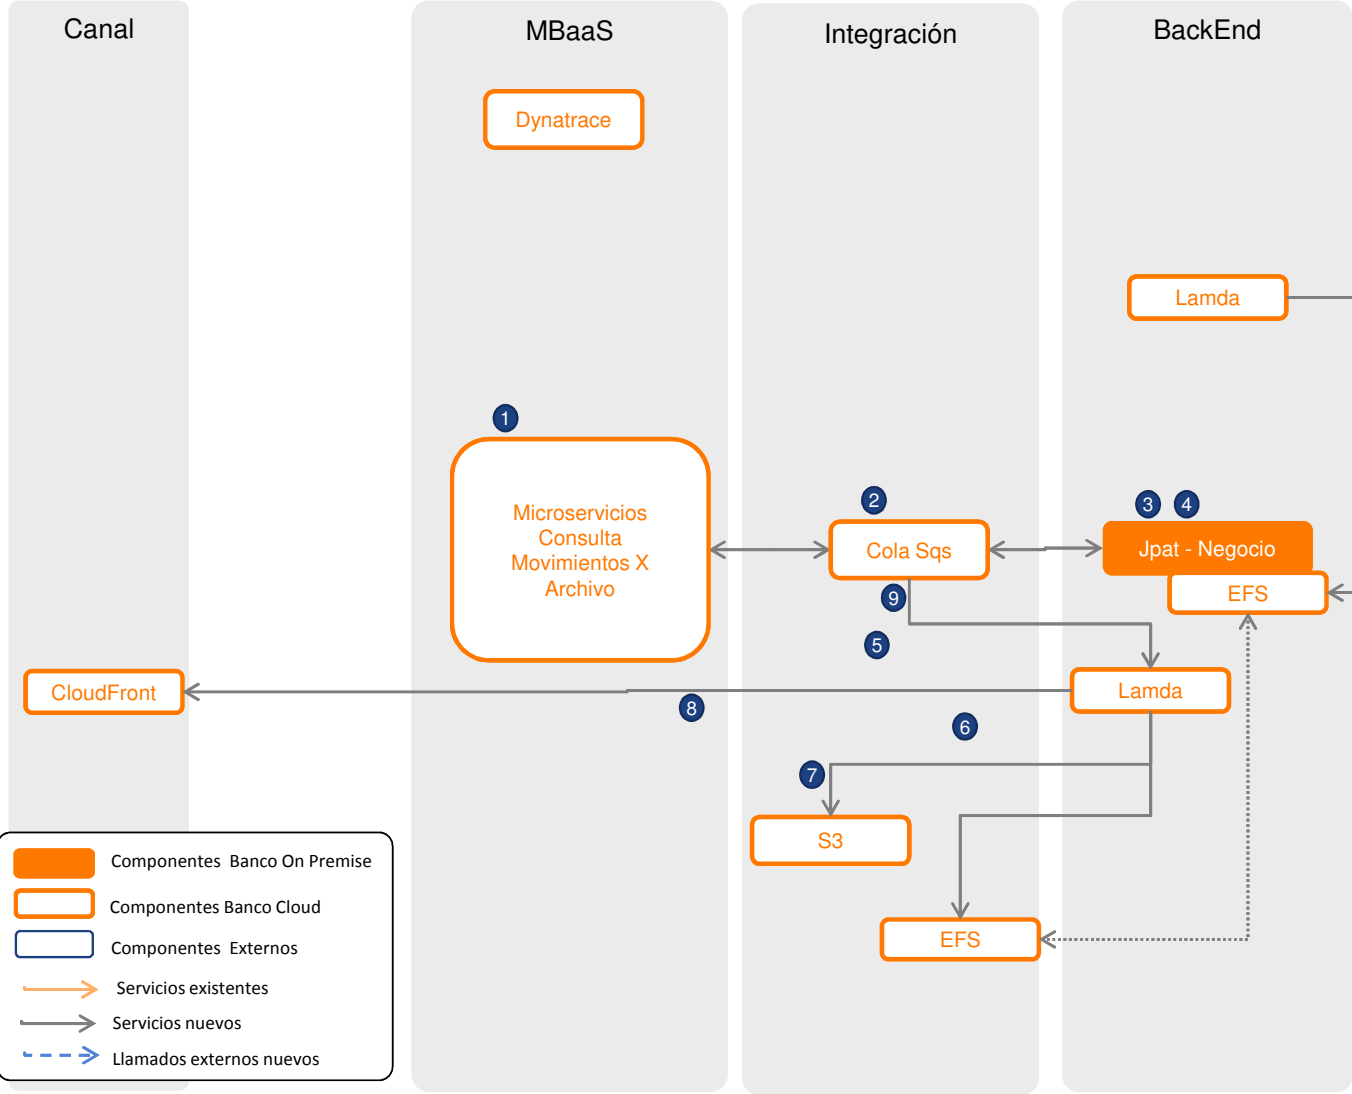 Canal
MBaaS
Integración
BackEnd
Dynatrace
Lamda
1
Microservicios
Consulta
Movimientos X
Archivo
2
Cola Sqs
3
4
Jpat - Negocio
EFS
9
5
CloudFront
8
Lamda
6
7
S3
EFS
Componentes Banco On Premise
Componentes Banco Cloud
Componentes Externos
Servicios existentes
Servicios nuevos
Llamados externos nuevos